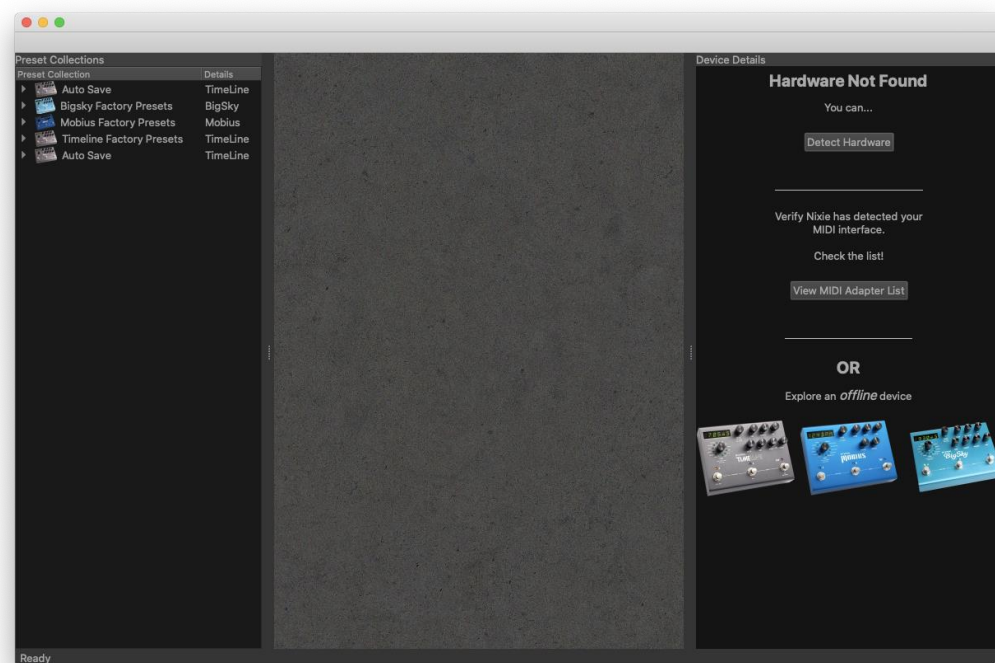 Preset Collections
Preset Collection Details
Auto Save TimeLine
Bigsky Factory Presets BigSky
Mobius Factory Presets Mobius
Timeline Factory Presets TimeLine
Auto Save TimeLine
Device Details
Hardware Not Found
You can...
Detect Hardware
Verify Nixie has detected your
MIDI interface.
Check the list!
View MIDI Adapter List
OR
Explore an offline device
BigSky
Ready